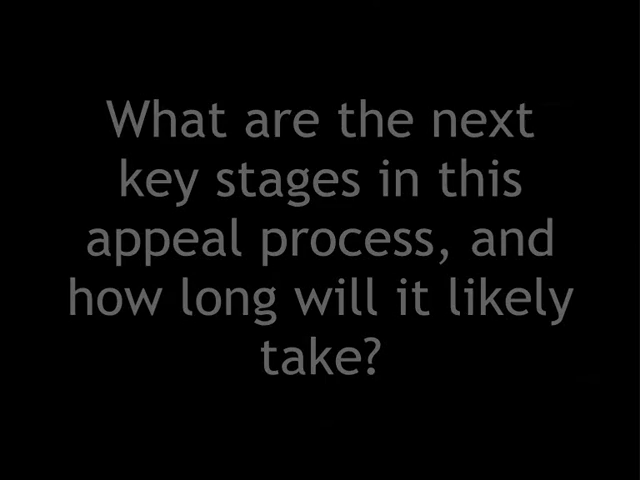 What are the next
key stages in this
appeal process, and
how long will it likely
take?